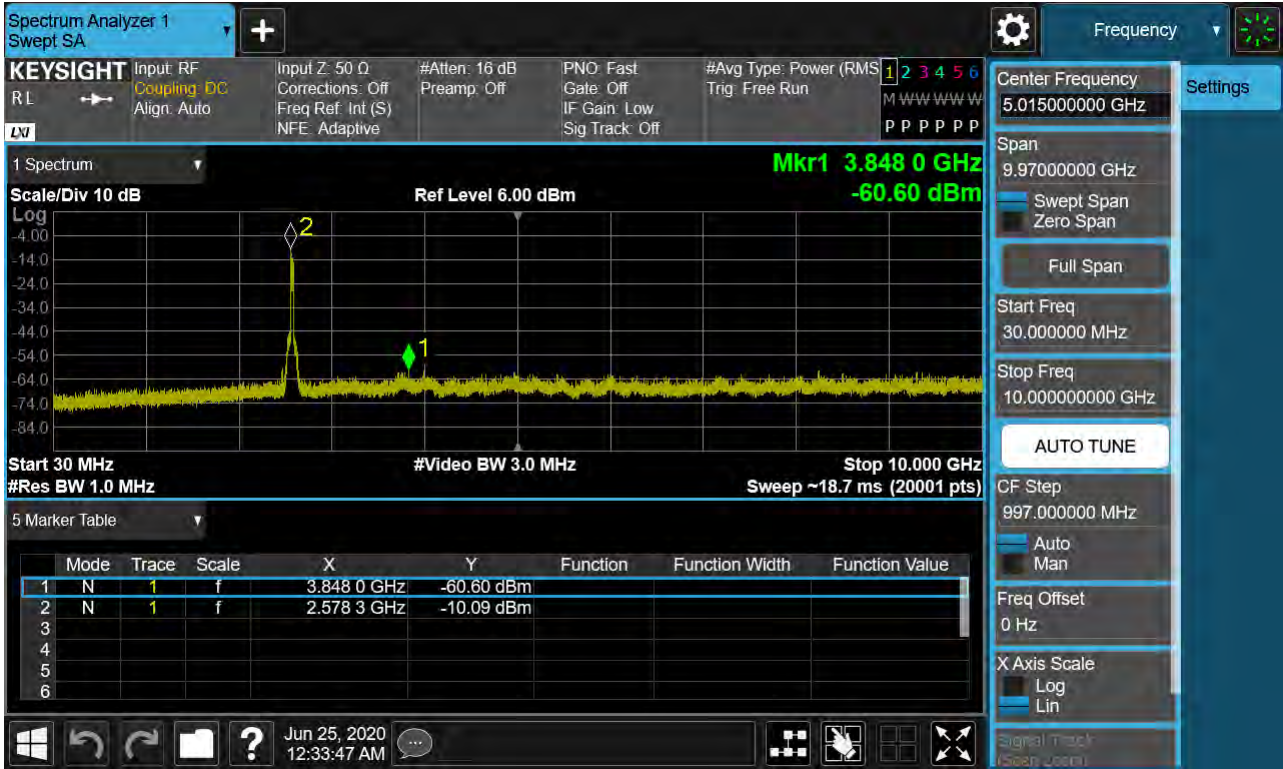 Spectrum Analyzer 1
Swept SA
Frequency
KEYSIGHT
R L
LXI
Input: RF
Coupling: DC
Align: Auto
Input Z: 50 Ω
Corrections: Off
Freq Ref: Int (S)
NFE: Adaptive
#Atten: 16 dB
Preamp: Off
PNO: Fast
Gate: Off
IF Gain: Low
Sig Track: Off
#Avg Type: Power (RMS
Trig: Free Run
1 2 3 4 5 6
M W W W W W
P P P P P P
1 Spectrum
Mkr1 3.848 0 GHz
Scale/Div 10 dB
Ref Level 6.00 dBm
-60.60 dBm
Log
-4.00
-14.0
-24.0
-34.0
-44.0
-54.0
-64.0
-74.0
-84.0
2
1
Start 30 MHz
#Video BW 3.0 MHz
Stop 10.000 GHz
#Res BW 1.0 MHz
Sweep ~18.7 ms (20001 pts)
5 Marker Table
Mode Trace Scale X Y Function Function Width Function Value
1 N 1 f 3.848 0 GHz -60.60 dBm
2 N 1 f 2.578 3 GHz -10.09 dBm
3
4
5
6
Jun 25, 2020
12:33:47 AM
Center Frequency
5.015000000 GHz
Settings
Span
9.97000000 GHz
Swept Span
Zero Span
Full Span
Start Freq
30.000000 MHz
Stop Freq
10.000000000 GHz
AUTO TUNE
CF Step
997.000000 MHz
Auto
Man
Freq Offset
0 Hz
X Axis Scale
Log
Lin
Signal Track
(Span Zoom)